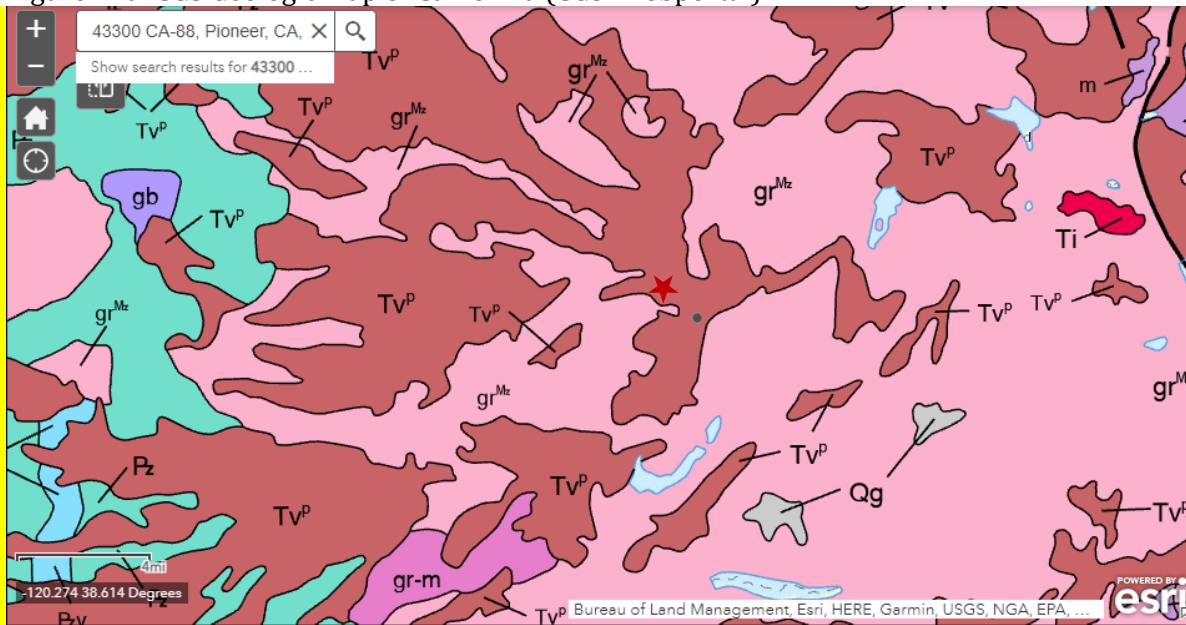 +
43300 CA-88, Pioneer, CA, ×
Show search results for 43300 ...
−
Tvᵖ
grᴹᶻ
m
Tvᵖ
Tvᵖ
grᴹᶻ
Tvᵖ
gb
Tvᵖ
grᴹᶻ
Ti
grᴹᶻ
Tvᵖ
Tvᵖ
Tvᵖ
Tvᵖ
grᴹᶻ
Tvᵖ
Pz
Tvᵖ
Tvᵖ
Qg
Tvᵖ
4mi
gr-m
-120.274 38.614 Degrees
Tvᵖ
Bureau of Land Management, Esri, HERE, Garmin, USGS, NGA, EPA, ...
POWERED BY
esri